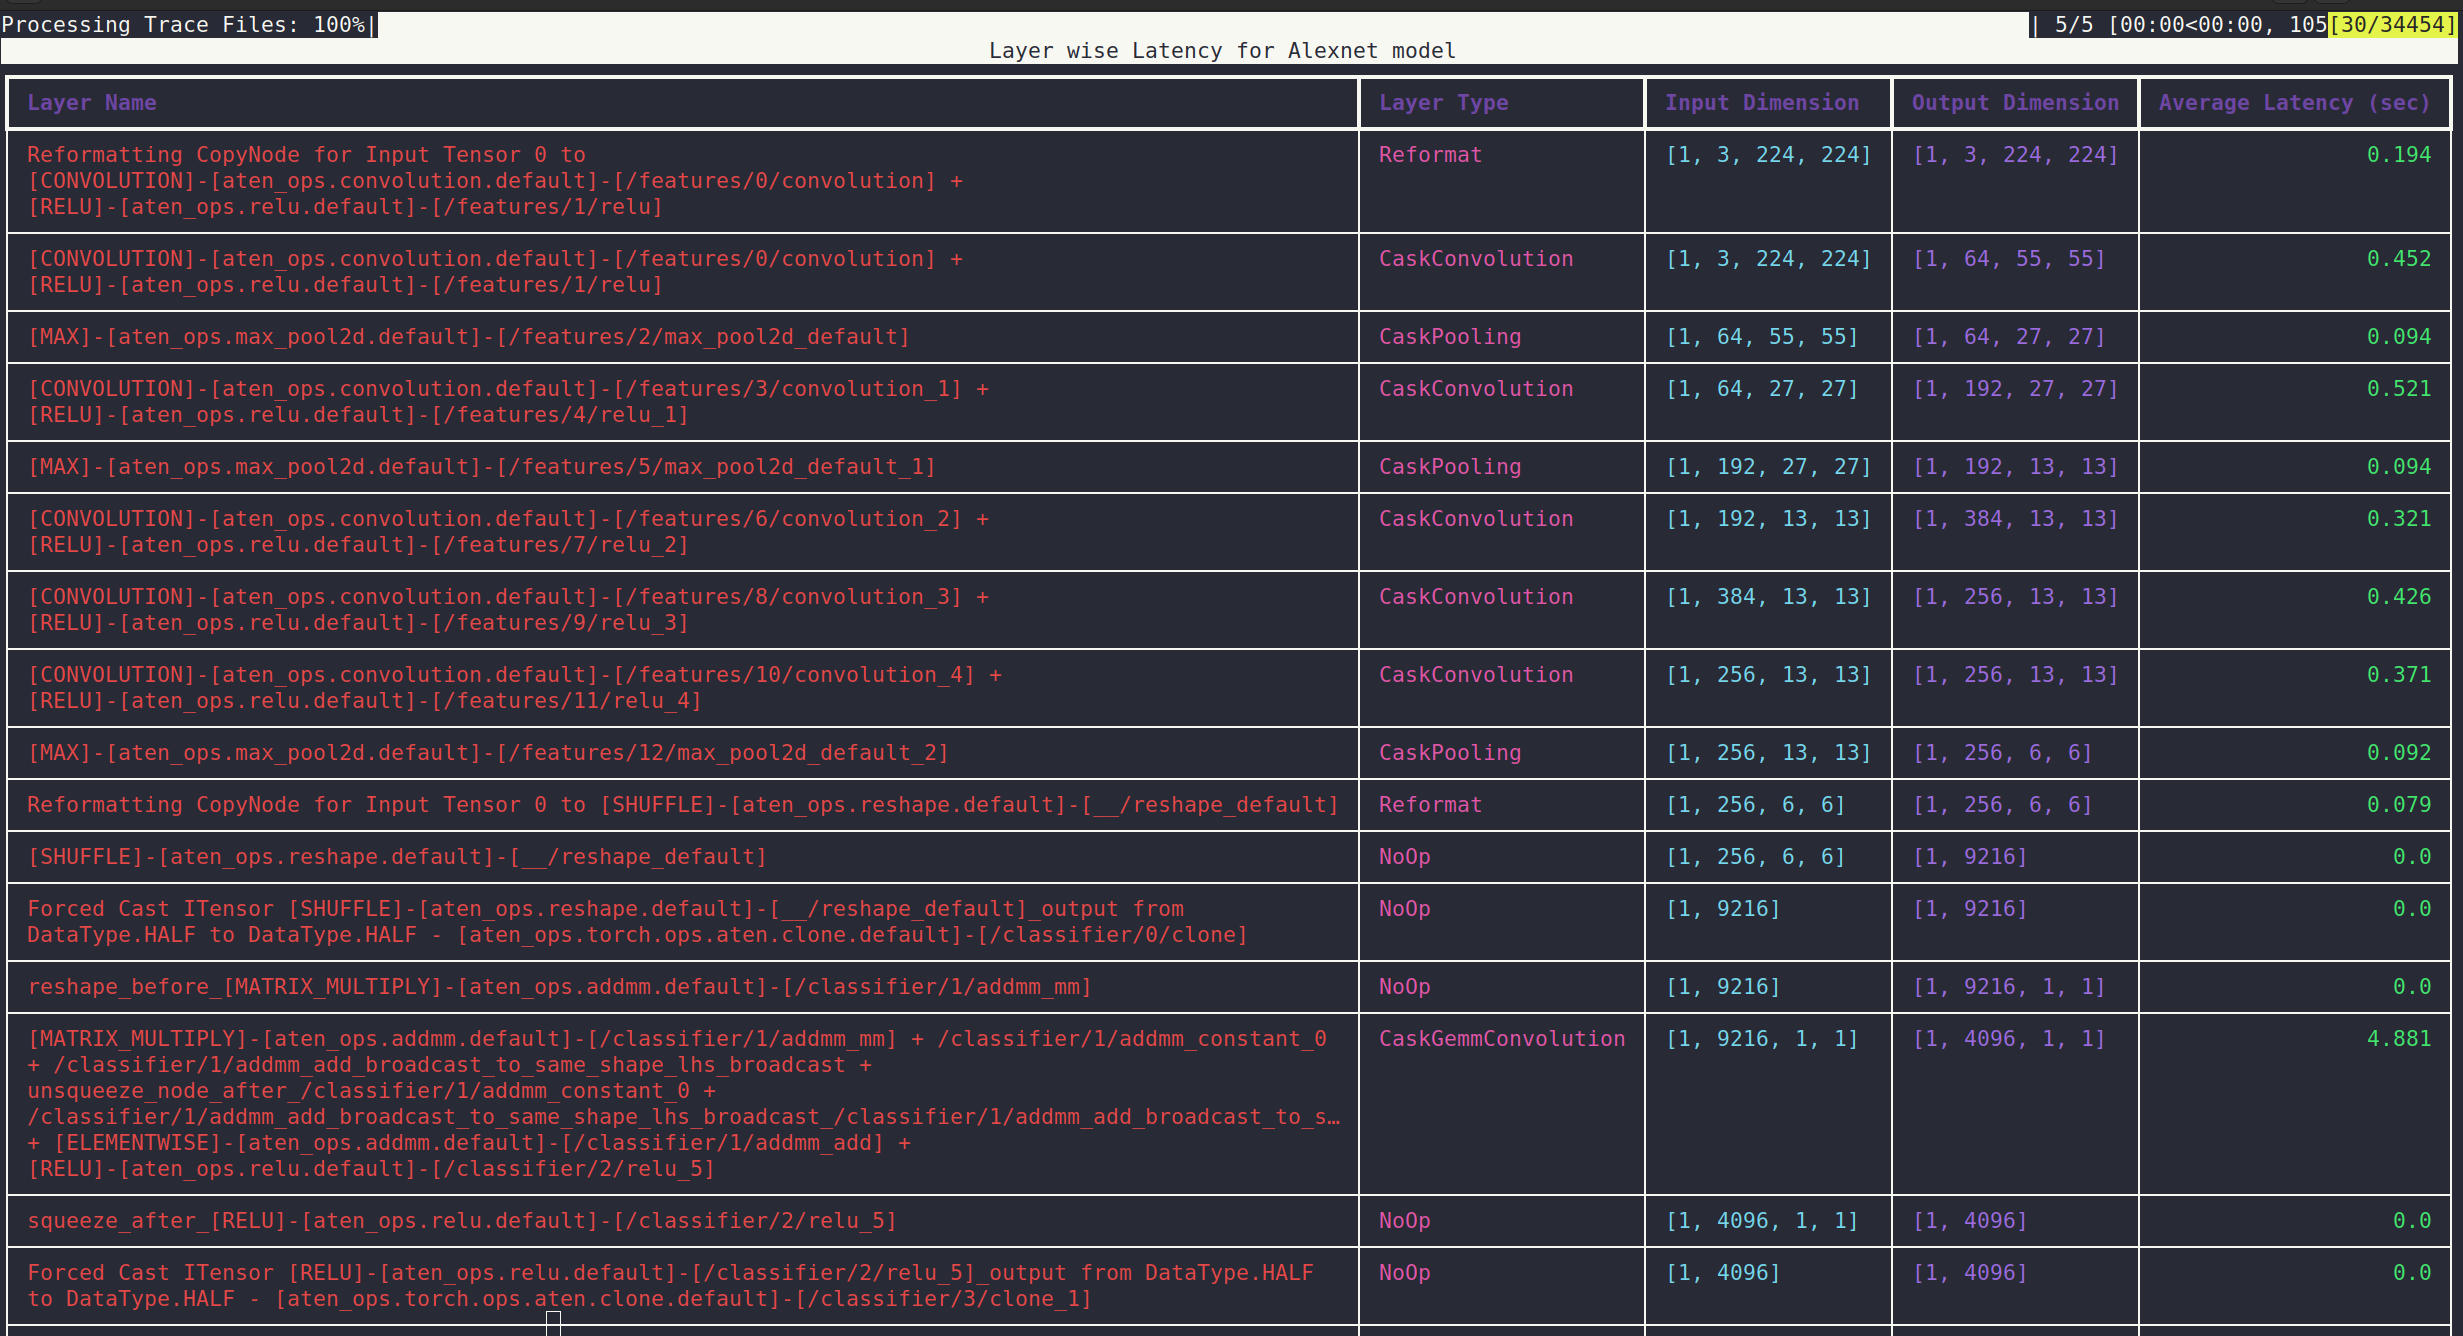 Processing Trace Files: 100%| | 5/5 [00:00<00:00, 105[30/34454]
Layer wise Latency for Alexnet model
Layer Name Layer Type Input Dimension Output Dimension Average Latency (sec)
Reformatting CopyNode for Input Tensor 0 to Reformat [1, 3, 224, 224] [1, 3, 224, 224] 0.194
[CONVOLUTION]-[aten_ops.convolution.default]-[/features/0/convolution] +
[RELU]-[aten_ops.relu.default]-[/features/1/relu]
[CONVOLUTION]-[aten_ops.convolution.default]-[/features/0/convolution] + CaskConvolution [1, 3, 224, 224] [1, 64, 55, 55] 0.452
[RELU]-[aten_ops.relu.default]-[/features/1/relu]
[MAX]-[aten_ops.max_pool2d.default]-[/features/2/max_pool2d_default] CaskPooling [1, 64, 55, 55] [1, 64, 27, 27] 0.094
[CONVOLUTION]-[aten_ops.convolution.default]-[/features/3/convolution_1] + CaskConvolution [1, 64, 27, 27] [1, 192, 27, 27] 0.521
[RELU]-[aten_ops.relu.default]-[/features/4/relu_1]
[MAX]-[aten_ops.max_pool2d.default]-[/features/5/max_pool2d_default_1] CaskPooling [1, 192, 27, 27] [1, 192, 13, 13] 0.094
[CONVOLUTION]-[aten_ops.convolution.default]-[/features/6/convolution_2] + CaskConvolution [1, 192, 13, 13] [1, 384, 13, 13] 0.321
[RELU]-[aten_ops.relu.default]-[/features/7/relu_2]
[CONVOLUTION]-[aten_ops.convolution.default]-[/features/8/convolution_3] + CaskConvolution [1, 384, 13, 13] [1, 256, 13, 13] 0.426
[RELU]-[aten_ops.relu.default]-[/features/9/relu_3]
[CONVOLUTION]-[aten_ops.convolution.default]-[/features/10/convolution_4] + CaskConvolution [1, 256, 13, 13] [1, 256, 13, 13] 0.371
[RELU]-[aten_ops.relu.default]-[/features/11/relu_4]
[MAX]-[aten_ops.max_pool2d.default]-[/features/12/max_pool2d_default_2] CaskPooling [1, 256, 13, 13] [1, 256, 6, 6] 0.092
Reformatting CopyNode for Input Tensor 0 to [SHUFFLE]-[aten_ops.reshape.default]-[__/reshape_default] Reformat [1, 256, 6, 6] [1, 256, 6, 6] 0.079
[SHUFFLE]-[aten_ops.reshape.default]-[__/reshape_default] NoOp [1, 256, 6, 6] [1, 9216] 0.0
Forced Cast ITensor [SHUFFLE]-[aten_ops.reshape.default]-[__/reshape_default]_output from NoOp [1, 9216] [1, 9216] 0.0
DataType.HALF to DataType.HALF - [aten_ops.torch.ops.aten.clone.default]-[/classifier/0/clone]
reshape_before_[MATRIX_MULTIPLY]-[aten_ops.addmm.default]-[/classifier/1/addmm_mm] NoOp [1, 9216] [1, 9216, 1, 1] 0.0
[MATRIX_MULTIPLY]-[aten_ops.addmm.default]-[/classifier/1/addmm_mm] + /classifier/1/addmm_constant_0 CaskGemmConvolution [1, 9216, 1, 1] [1, 4096, 1, 1] 4.881
+ /classifier/1/addmm_add_broadcast_to_same_shape_lhs_broadcast +
unsqueeze_node_after_/classifier/1/addmm_constant_0 +
/classifier/1/addmm_add_broadcast_to_same_shape_lhs_broadcast_/classifier/1/addmm_add_broadcast_to_s…
+ [ELEMENTWISE]-[aten_ops.addmm.default]-[/classifier/1/addmm_add] +
[RELU]-[aten_ops.relu.default]-[/classifier/2/relu_5]
squeeze_after_[RELU]-[aten_ops.relu.default]-[/classifier/2/relu_5] NoOp [1, 4096, 1, 1] [1, 4096] 0.0
Forced Cast ITensor [RELU]-[aten_ops.relu.default]-[/classifier/2/relu_5]_output from DataType.HALF NoOp [1, 4096] [1, 4096] 0.0
to DataType.HALF - [aten_ops.torch.ops.aten.clone.default]-[/classifier/3/clone_1]